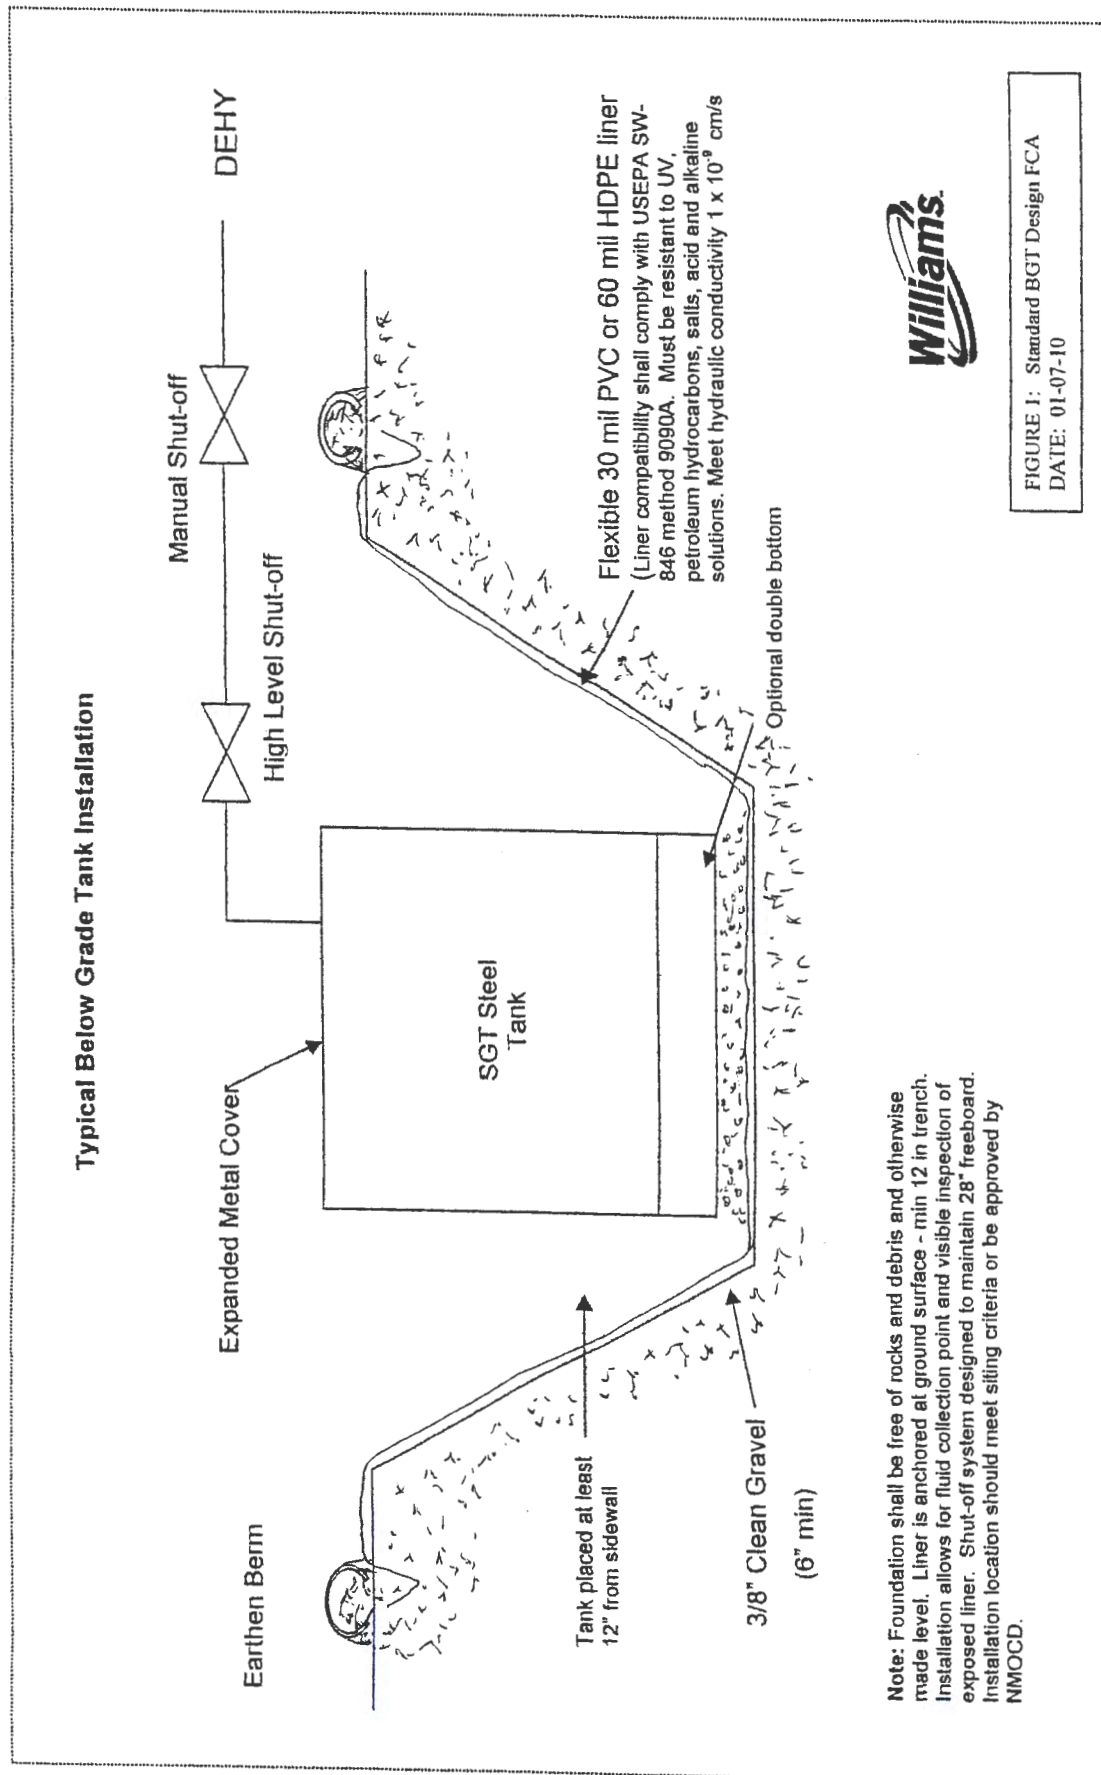 Typical Below Grade Tank Installation
DEHY
Manual Shut-off
High Level Shut-off
Expanded Metal Cover
Earthen Berm
SGT Steel
Tank
Flexible 30 mil PVC or 60 mil HDPE liner
(Liner compatibility shall comply with USEPA SW-
846 method 9090A. Must be resistant to UV,
petroleum hydrocarbons, salts, acid and alkaline
solutions. Meet hydraulic conductivity 1 x 10⁻⁹ cm/s
Tank placed at least
12" from sidewall
3/8" Clean Gravel
(6" min)
Optional double bottom
Note: Foundation shall be free of rocks and debris and otherwise
made level. Liner is anchored at ground surface - min 12 in trench.
Installation allows for fluid collection point and visible inspection of
exposed liner. Shut-off system designed to maintain 28" freeboard.
Installation location should meet siting criteria or be approved by
NMOCD.
Williams.
FIGURE 1: Standard BGT Design FCA
DATE: 01-07-10